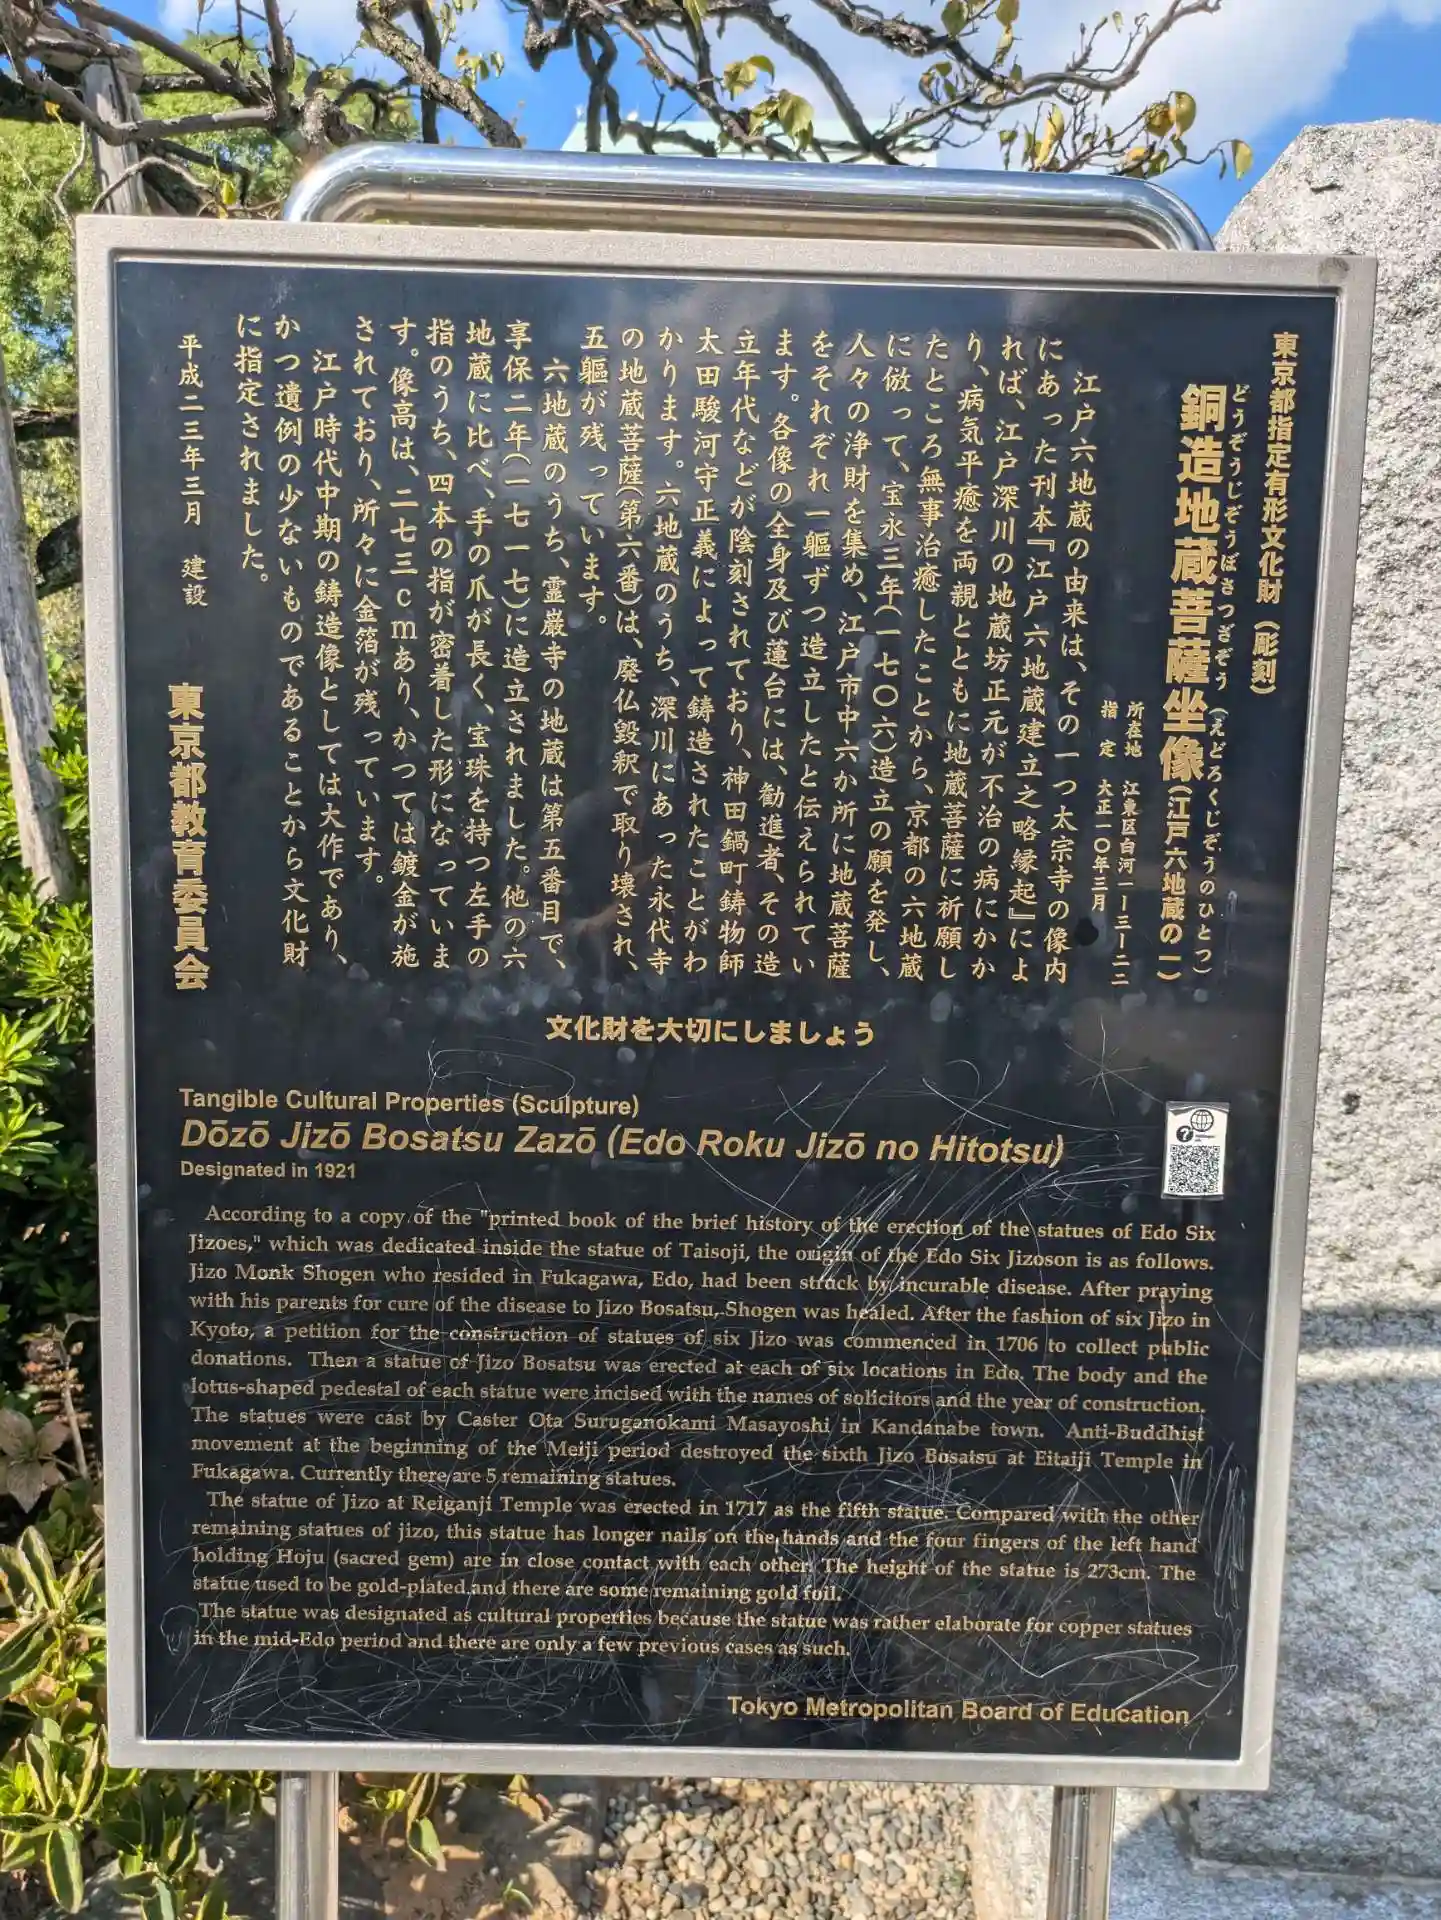 東京都指定有形文化財(彫刻)
どうぞうじぞうぼさつざぞう(えどろくじぞうのひとつ)
銅造地蔵菩薩坐像(江戸六地蔵の一)
所在地 江東区白河一ー三ー二二
指定 大正一〇年三月
江戸六地蔵の由来は、その一つ太宗寺の像内
にあった刊本『江戸六地蔵建立之略縁起』によ
れば、江戸深川の地蔵坊正元が不治の病にかか
り、病気平癒を両親とともに地蔵菩薩に祈願し
たところ無事治癒したことから、京都の六地蔵
に倣って、宝永三年(一七〇六)造立の願を発し、
人々の浄財を集め、江戸市中六か所に地蔵菩薩
をそれぞれ一軀ずつ造立したと伝えられてい
ます。各像の全身及び蓮台には、勧進者、その造
立年代などが陰刻されており、神田鍋町鋳物師
太田駿河守正義によって鋳造されたことがわ
かります。六地蔵のうち、深川にあった永代寺
の地蔵菩薩(第六番)は、廃仏毀釈で取り壊され、
五軀が残っています。
六地蔵のうち、霊巌寺の地蔵は第五番目で、
享保二年(一七一七)に造立されました。他の六
地蔵に比べ、手の爪が長く、宝珠を持つ左手の
指のうち、四本の指が密着した形になっていま
す。像高は、二七三cmあり、かつては鍍金が施
されており、所々に金箔が残っています。
江戸時代中期の鋳造像としては大作であり、
かつ遺例の少ないものであることから文化財
に指定されました。
平成二三年三月 建設
東京都教育委員会
文化財を大切にしましょう
Tangible Cultural Properties (Sculpture)
Dōzō Jizō Bosatsu Zazō (Edo Roku Jizō no Hitotsu)
Designated in 1921
According to a copy of the "printed book of the brief history of the erection of the statues of Edo Six
Jizoes," which was dedicated inside the statue of Taisoji, the origin of the Edo Six Jizoson is as follows.
Jizo Monk Shogen who resided in Fukagawa, Edo, had been struck by incurable disease. After praying
with his parents for cure of the disease to Jizo Bosatsu, Shogen was healed. After the fashion of six Jizo in
Kyoto, a petition for the construction of statues of six Jizo was commenced in 1706 to collect public
donations. Then a statue of Jizo Bosatsu was erected at each of six locations in Edo. The body and the
lotus-shaped pedestal of each statue were incised with the names of solicitors and the year of construction.
The statues were cast by Caster Ota Suruganokami Masayoshi in Kandanabe town. Anti-Buddhist
movement at the beginning of the Meiji period destroyed the sixth Jizo Bosatsu at Eitaiji Temple in
Fukagawa. Currently there are 5 remaining statues.
The statue of Jizo at Reiganji Temple was erected in 1717 as the fifth statue. Compared with the other
remaining statues of jizo, this statue has longer nails on the hands and the four fingers of the left hand
holding Hoju (sacred gem) are in close contact with each other. The height of the statue is 273cm. The
statue used to be gold-plated and there are some remaining gold foil.
The statue was designated as cultural properties because the statue was rather elaborate for copper statues
in the mid-Edo period and there are only a few previous cases as such.
Tokyo Metropolitan Board of Education